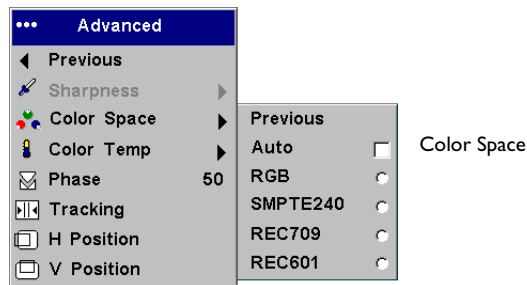 ••• Advanced
Previous
Sharpness
Color Space
Color Temp
Phase 50
Tracking
H Position
V Position
Previous
Auto
RGB
SMPTE240
REC709
REC601
Color Space